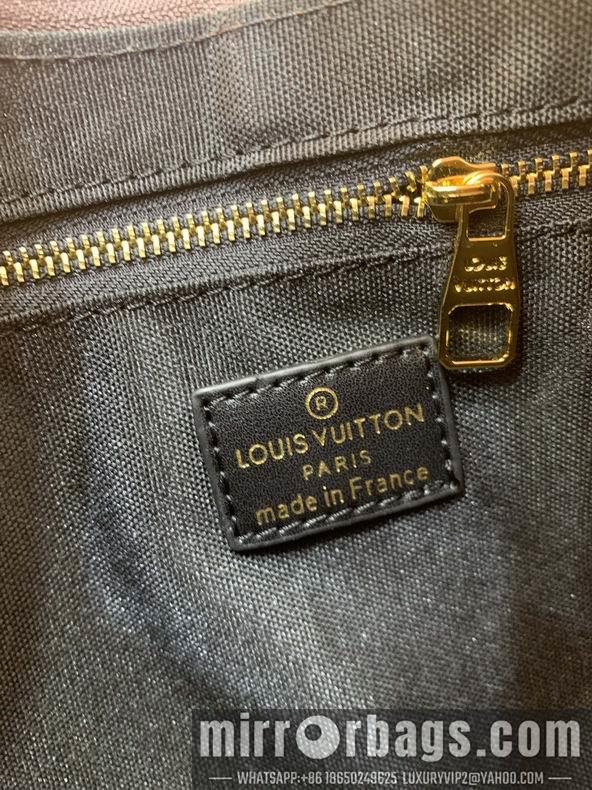 LOUIS
VUITTON
®
LOUIS VUITTON
PARIS
made in France
mirrorbags.com
WHATSAPP:+86 18650249625 LUXURYVIP2@YAHOO.COM